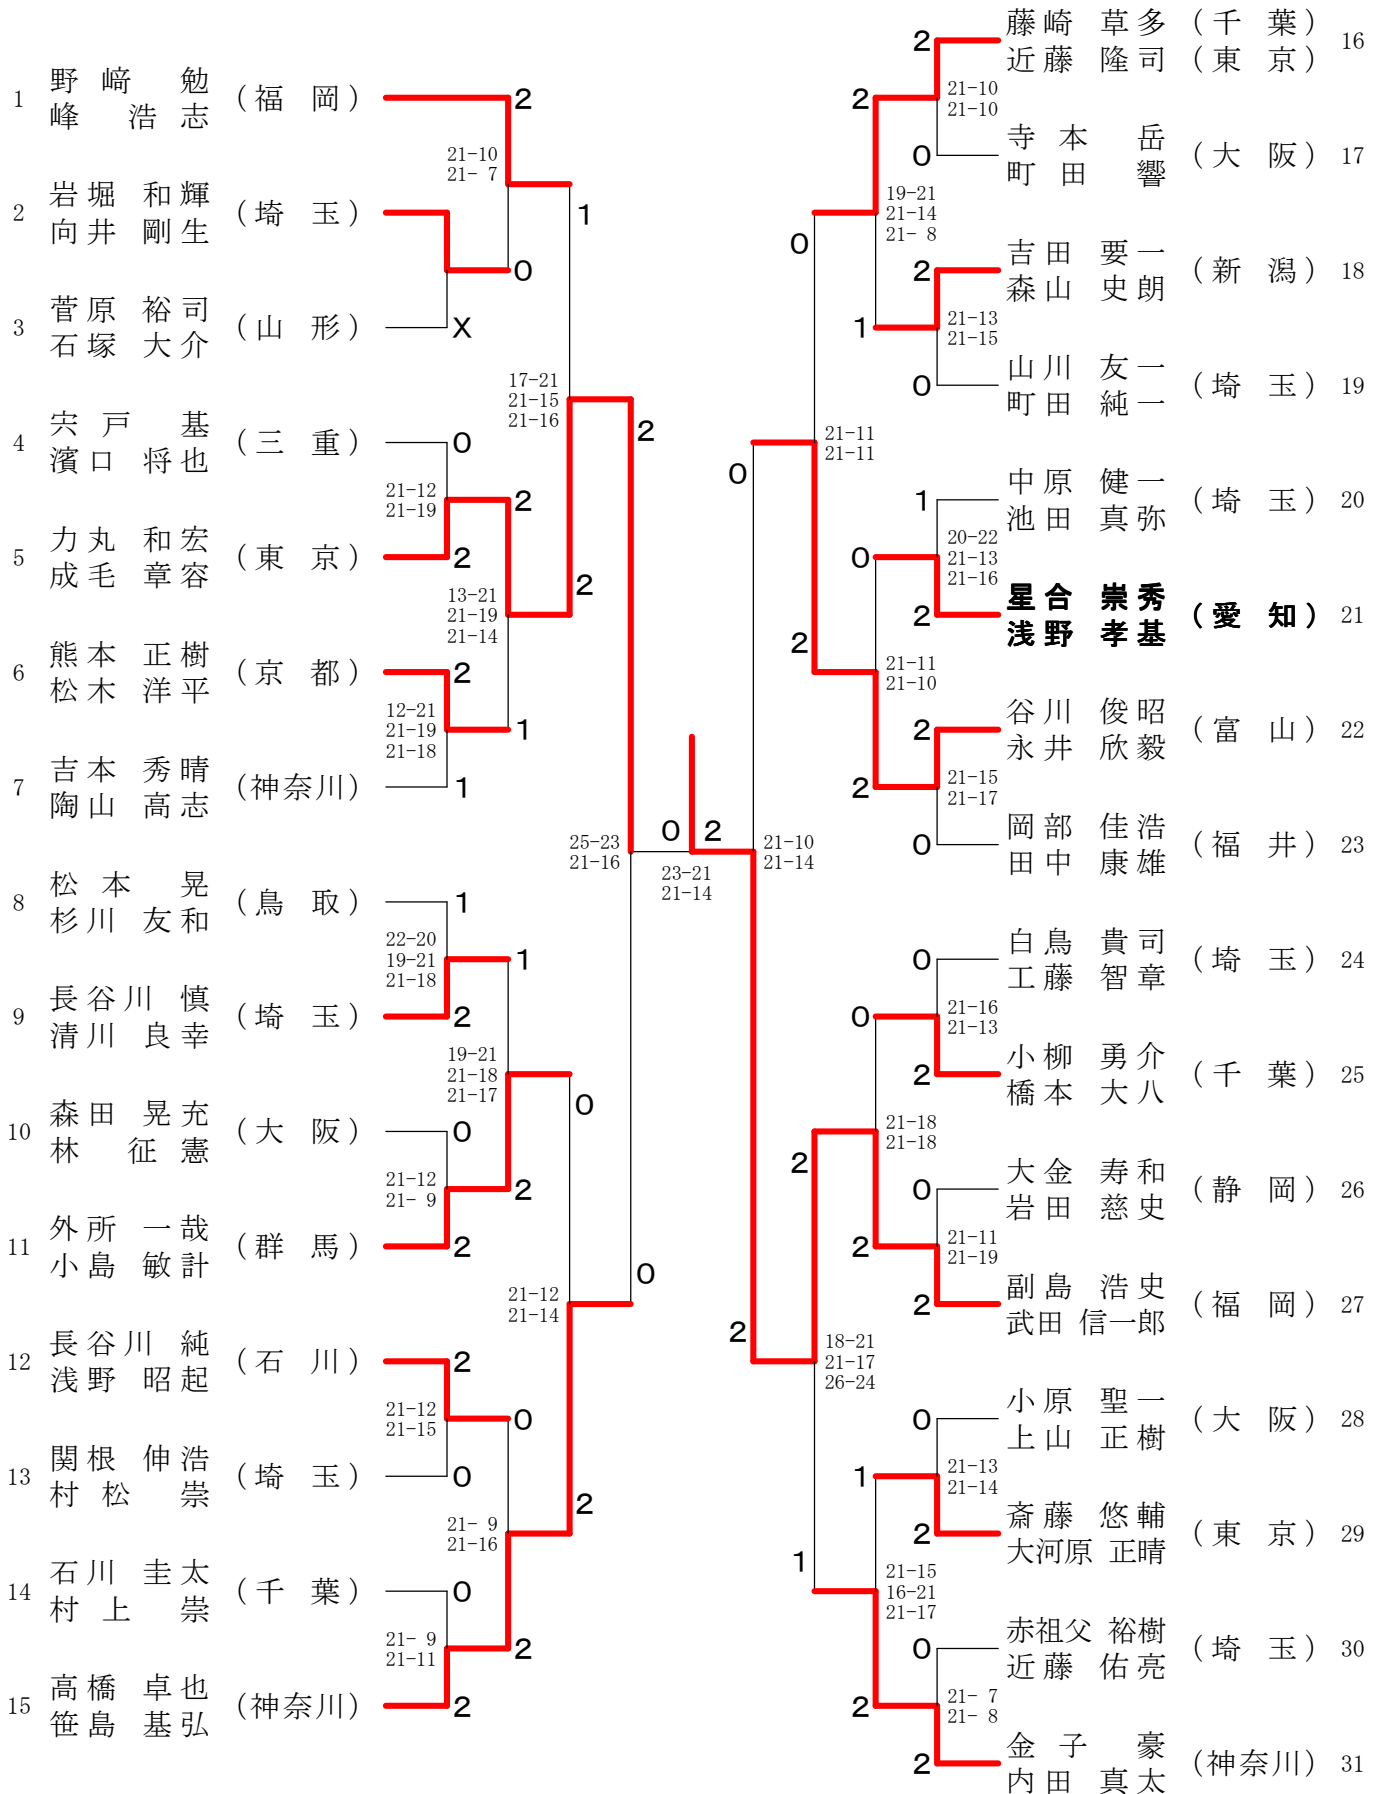 1 野﨑 勉 (福岡) 2
峰 浩志
21-10
21- 7
2 岩堀 和輝 (埼玉)
向井 剛生
0
1
3 菅原 裕司 (山形) X
石塚 大介
17-21
21-15
21-16
2
4 宍戸 基 (三重) 0
濱口 将也
21-12
21-19
2
5 力丸 和宏 (東京) 2
成毛 章容
13-21
21-19
21-14
2
6 熊本 正樹 (京都) 2
松木 洋平
12-21
21-19
21-18
1
7 吉本 秀晴 (神奈川) 1
陶山 高志
25-23
21-16
8 松本 晃 (鳥取) 1
杉川 友和
22-20
19-21
21-18
1
9 長谷川 慎 (埼玉) 2
清川 良幸
19-21
21-18
21-17
0
10 森田 晃充 (大阪) 0
林 征憲
21-12
21- 9
2
11 外所 一哉 (群馬) 2
小島 敏計
21-12
21-14
0
12 長谷川 純 (石川) 2
浅野 昭起
21-12
21-15
0
13 関根 伸浩 (埼玉) 0
村松 崇
21- 9
21-16
2
14 石川 圭太 (千葉) 0
村上 崇
21- 9
21-11
2
15 高橋 卓也 (神奈川) 2
笹島 基弘
0 2
23-21
21-14
2 藤崎 草多 (千葉) 16
近藤 隆司 (東京)
21-10
21-10
2
0 寺本 岳 (大阪) 17
町田 響
19-21
21-14
21- 8
0
2 吉田 要一 (新潟) 18
森山 史朗
21-13
21-15
1
0 山川 友一 (埼玉) 19
町田 純一
21-11
21-11
0
1 中原 健一 (埼玉) 20
池田 真弥
20-22
21-13
21-16
0
2 星合 崇秀 (愛知) 21
浅野 孝基
21-11
21-10
2
2 谷川 俊昭 (富山) 22
永井 欣毅
21-15
21-17
2
0 岡部 佳浩 (福井) 23
田中 康雄
21-10
21-14
0 白鳥 貴司 (埼玉) 24
工藤 智章
21-16
21-13
0
2 小柳 勇介 (千葉) 25
橋本 大八
21-18
21-18
2
0 大金 寿和 (静岡) 26
岩田 慈史
21-11
21-19
2
2 副島 浩史 (福岡) 27
武田 信一郎
18-21
21-17
26-24
2
0 小原 聖一 (大阪) 28
上山 正樹
21-13
21-14
1
2 斎藤 悠輔 (東京) 29
大河原 正晴
21-15
16-21
21-17
1
0 赤祖父 裕樹 (埼玉) 30
近藤 佑亮
21- 7
21- 8
2
2 金子 豪 (神奈川) 31
内田 真太